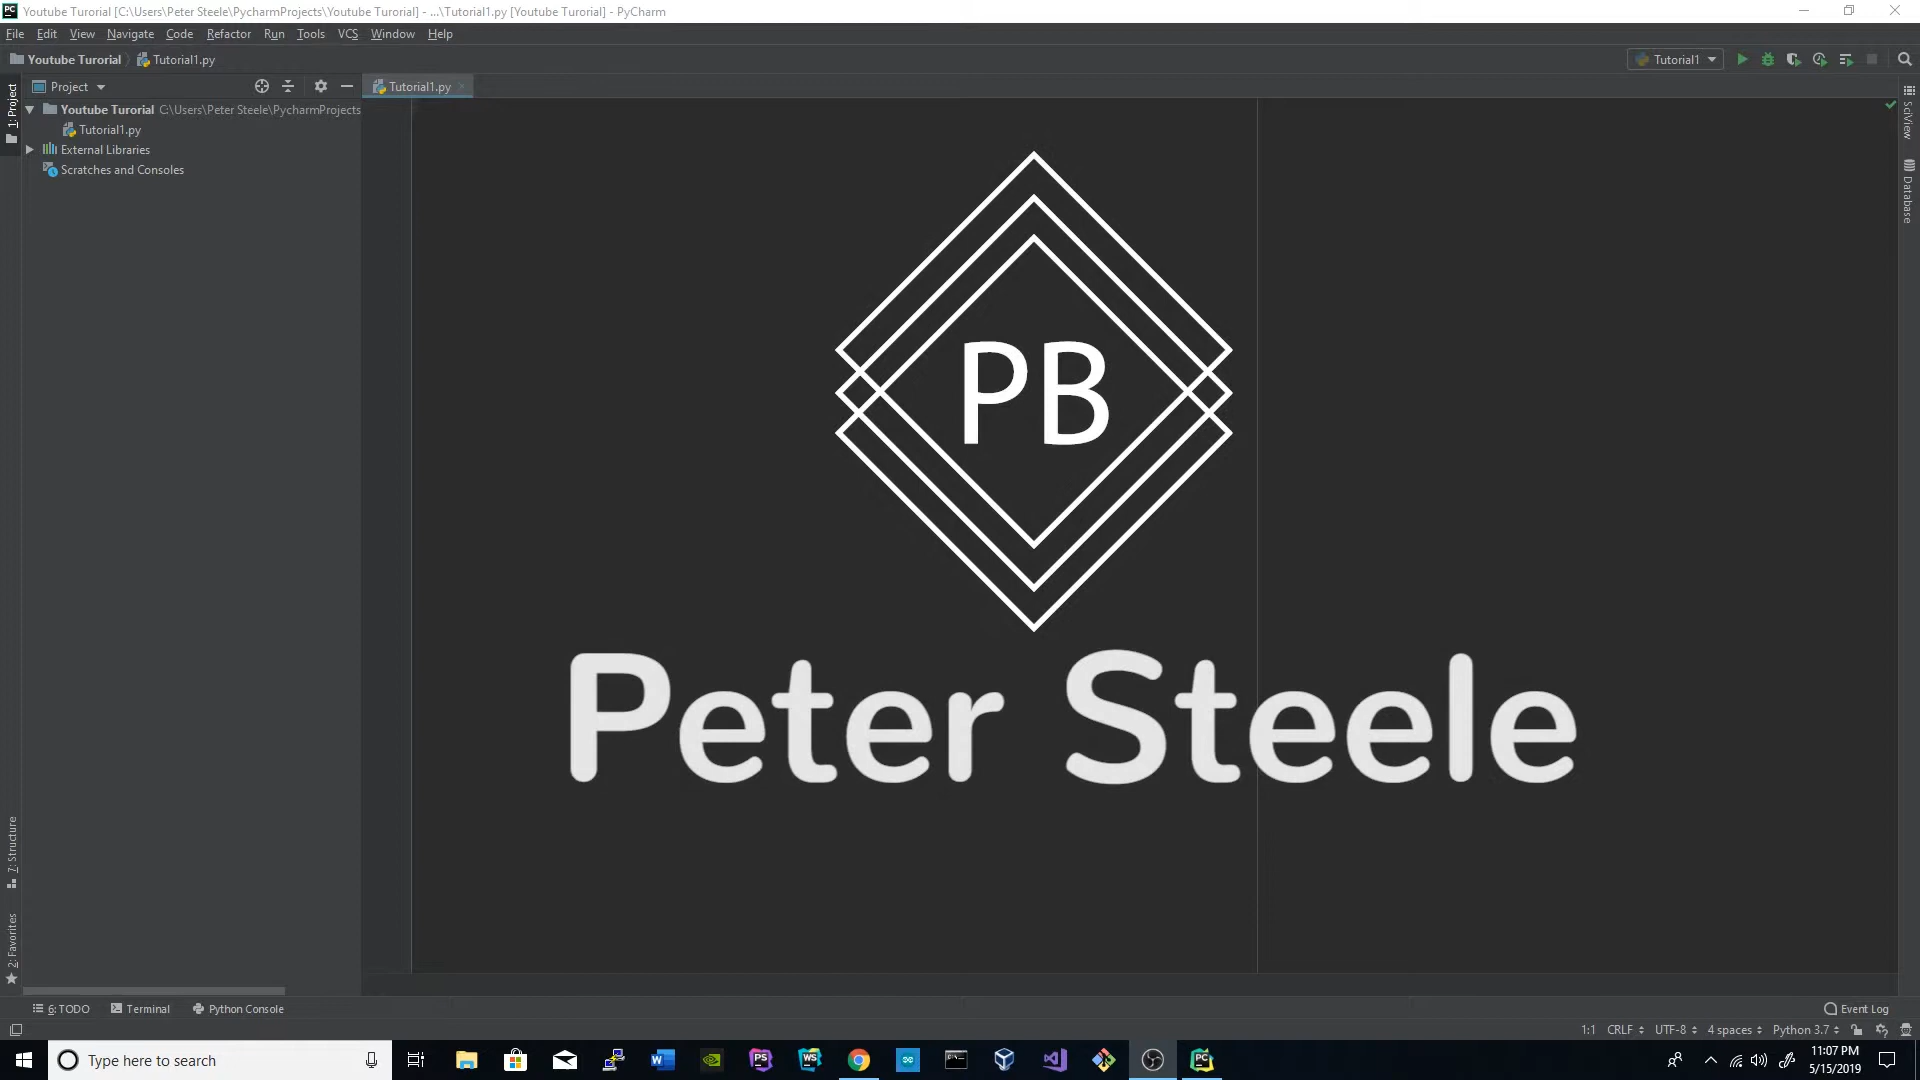 Youtube Turorial [C:\Users\Peter Steele\PycharmProjects\Youtube Turorial] - ...\Tutorial1.py [Youtube Turorial] - PyCharm
File Edit View Navigate Code Refactor Run Tools VCS Window Help
Youtube Turorial Tutorial1.py Tutorial1
Project Tutorial1.py
1: Project
Youtube Turorial C:\Users\Peter Steele\PycharmProjects
Tutorial1.py
External Libraries
Scratches and Consoles
SciView
Database
PB
Peter Steele
7: Structure
2: Favorites
6: TODO Terminal Python Console Event Log
1:1 CRLF UTF-8 4 spaces Python 3.7
Type here to search
11:07 PM
5/15/2019